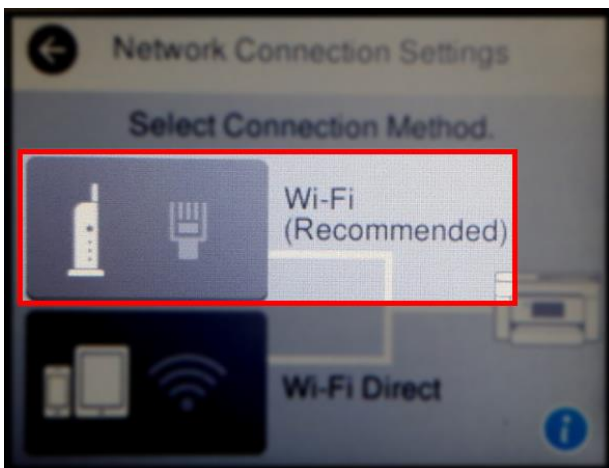 Network Connection Settings
Select Connection Method.
Wi-Fi
(Recommended)
Wi-Fi Direct
i